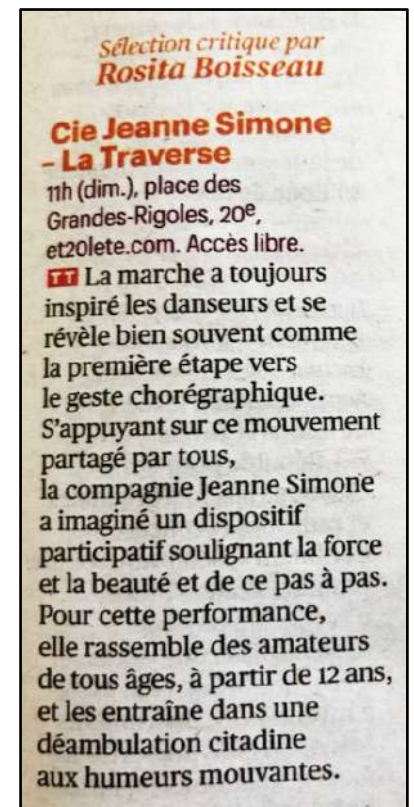 Sélection critique par
Rosita Boisseau
Cie Jeanne Simone
– La Traverse
11h (dim.), place des
Grandes-Rigoles, 20e,
et20lete.com. Accès libre.
TT La marche a toujours
inspiré les danseurs et se
révèle bien souvent comme
la première étape vers
le geste chorégraphique.
S'appuyant sur ce mouvement
partagé par tous,
la compagnie Jeanne Simone
a imaginé un dispositif
participatif soulignant la force
et la beauté et de ce pas à pas.
Pour cette performance,
elle rassemble des amateurs
de tous âges, à partir de 12 ans,
et les entraîne dans une
déambulation citadine
aux humeurs mouvantes.